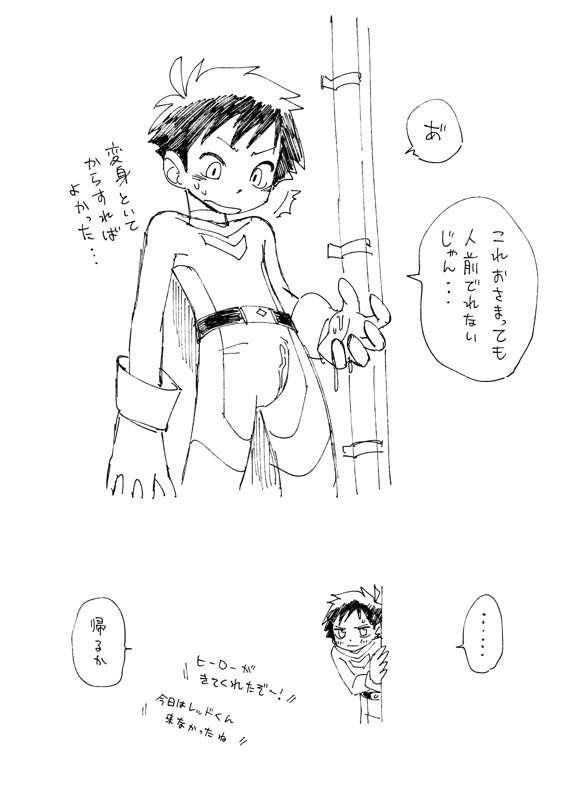 あ゛
これおさまっても
人前でれない
じゃん・・・
変身といて
からすれば
よかった・・・
・・・・・・
ヒーローが
きてくれたぞー！
今日はレッドくん
来なかったね
帰るか